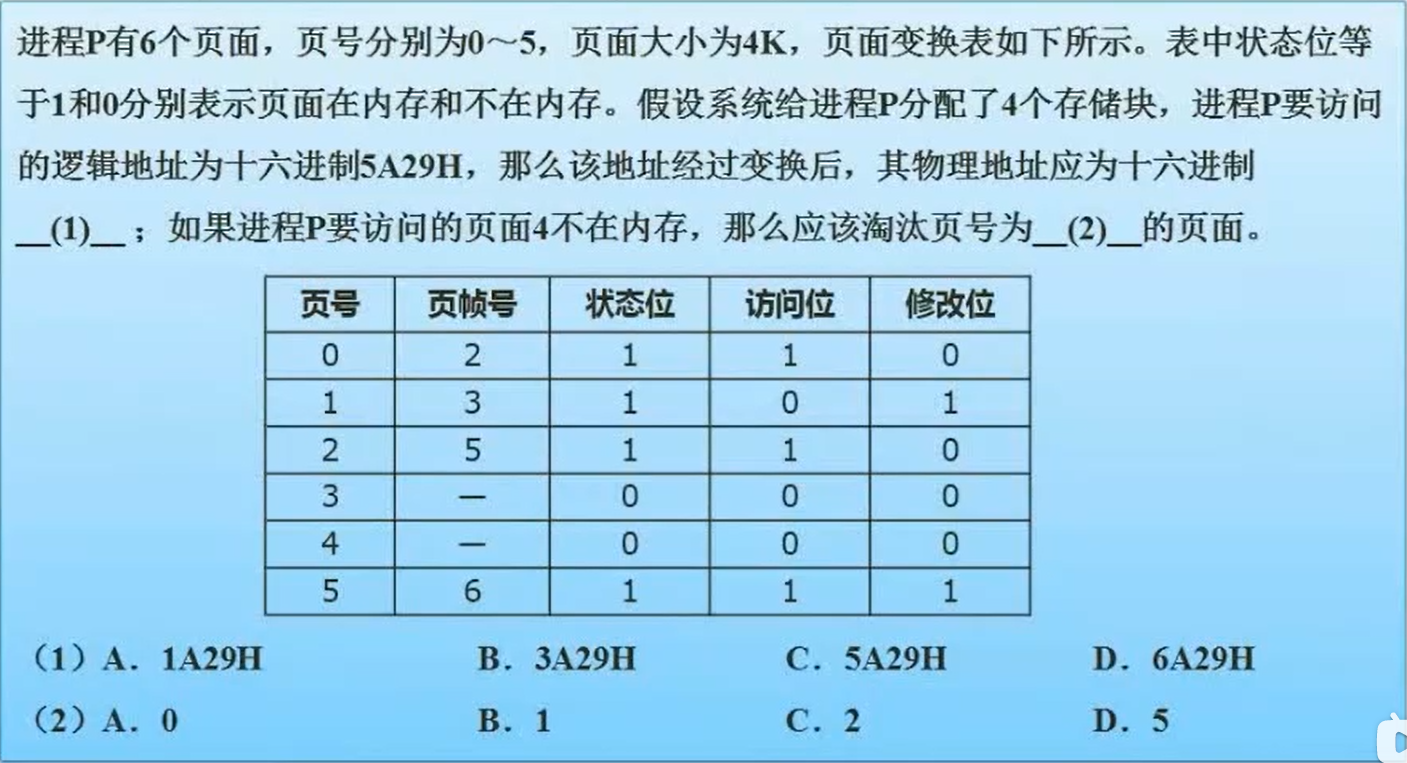 进程P有6个页面，页号分别为0～5，页面大小为4K，页面变换表如下所示。表中状态位等
于1和0分别表示页面在内存和不在内存。假设系统给进程P分配了4个存储块，进程P要访问
的逻辑地址为十六进制5A29H，那么该地址经过变换后，其物理地址应为十六进制
__(1)__；如果进程P要访问的页面4不在内存，那么应该淘汰页号为__(2)__的页面。
页号 页帧号 状态位 访问位 修改位
0 2 1 1 0
1 3 1 0 1
2 5 1 1 0
3 — 0 0 0
4 — 0 0 0
5 6 1 1 1
（1）A．1A29H B．3A29H C．5A29H D．6A29H
（2）A．0 B．1 C．2 D．5